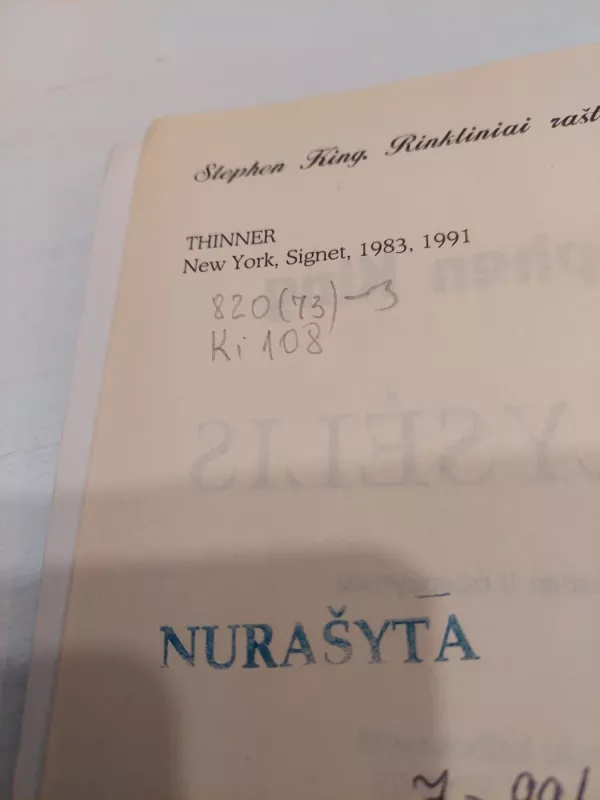 Stephen King. Rinkliniai rašt
THINNER
New York, Signet, 1983, 1991
820(73)-3
Ki 108
NURAŠYTA